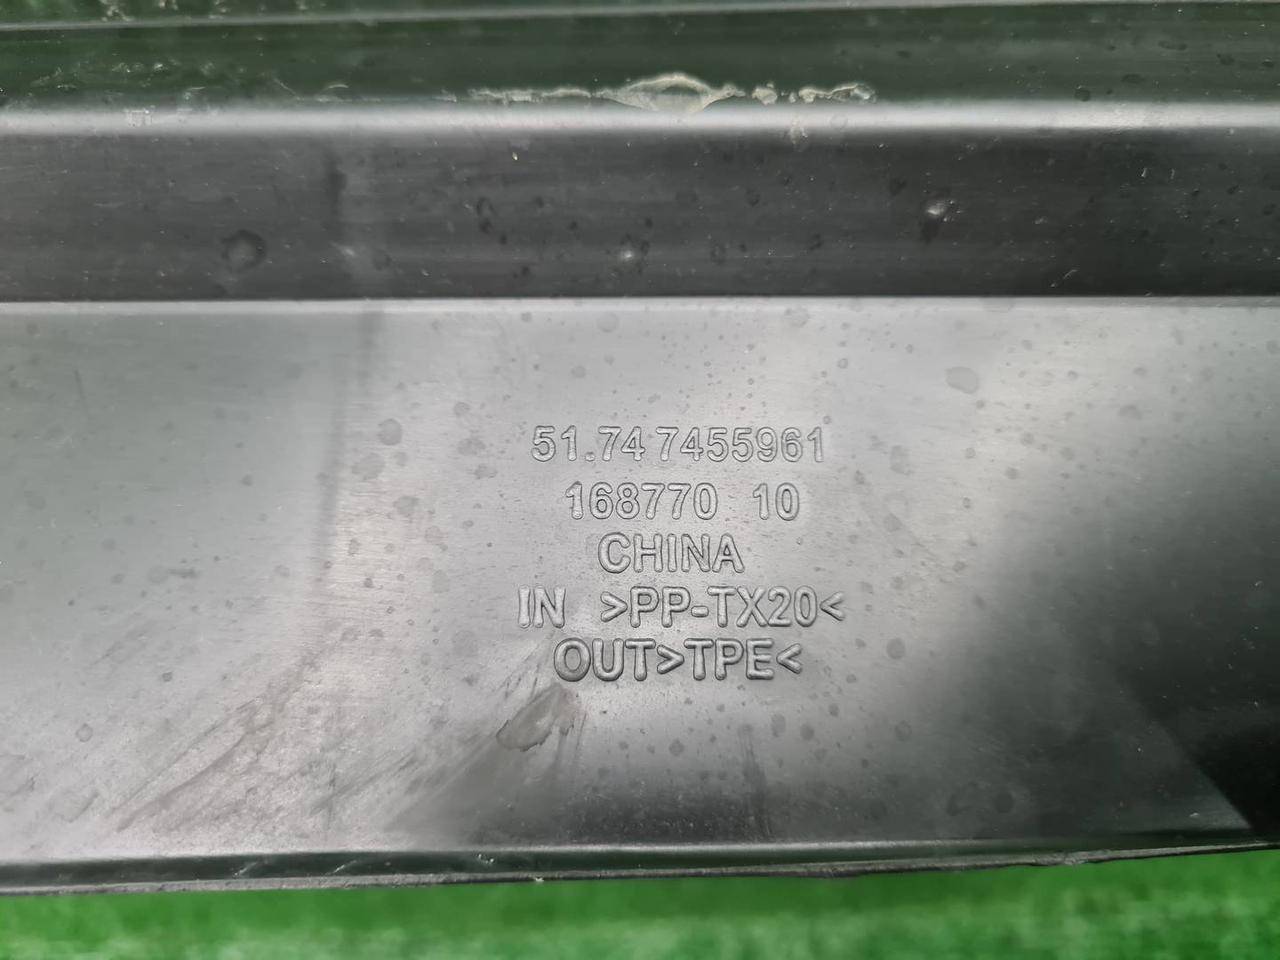 51.74 7455961
168770 10
CHINA
IN >PP-TX20<
OUT>TPE<